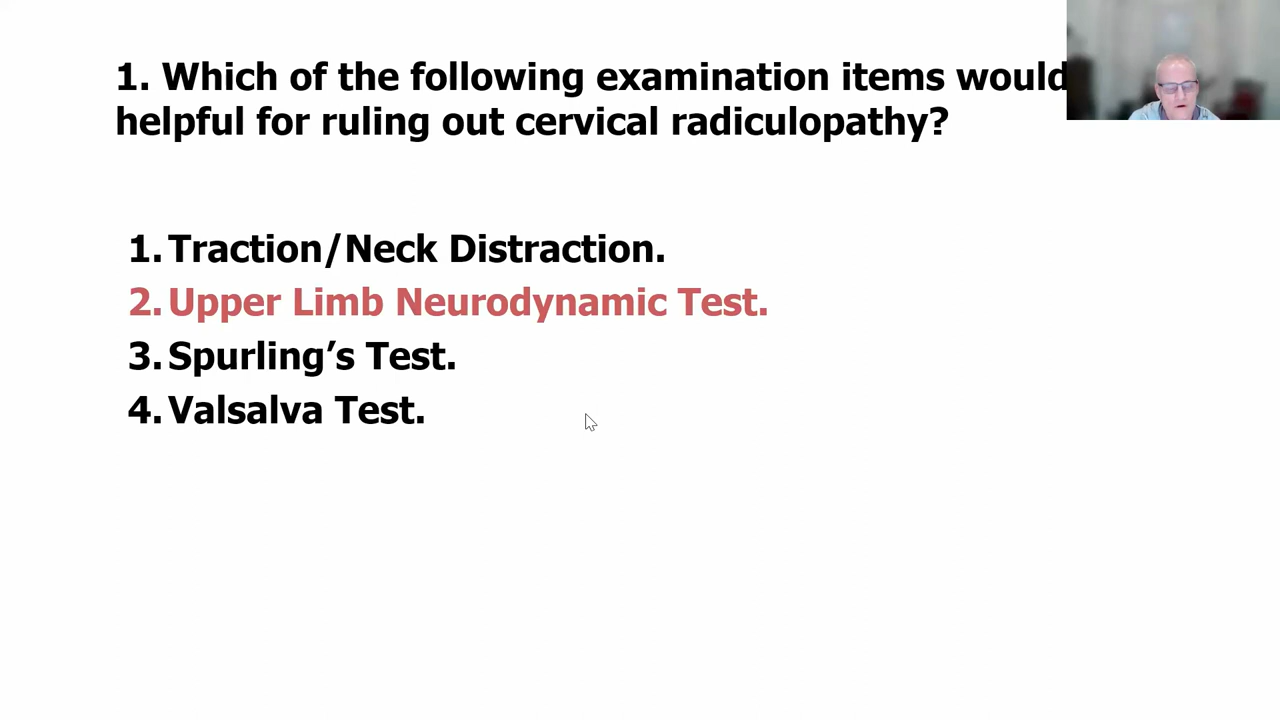 1. Which of the following examination items would
helpful for ruling out cervical radiculopathy?
1. Traction/Neck Distraction.
2. Upper Limb Neurodynamic Test.
3. Spurling’s Test.
4. Valsalva Test.